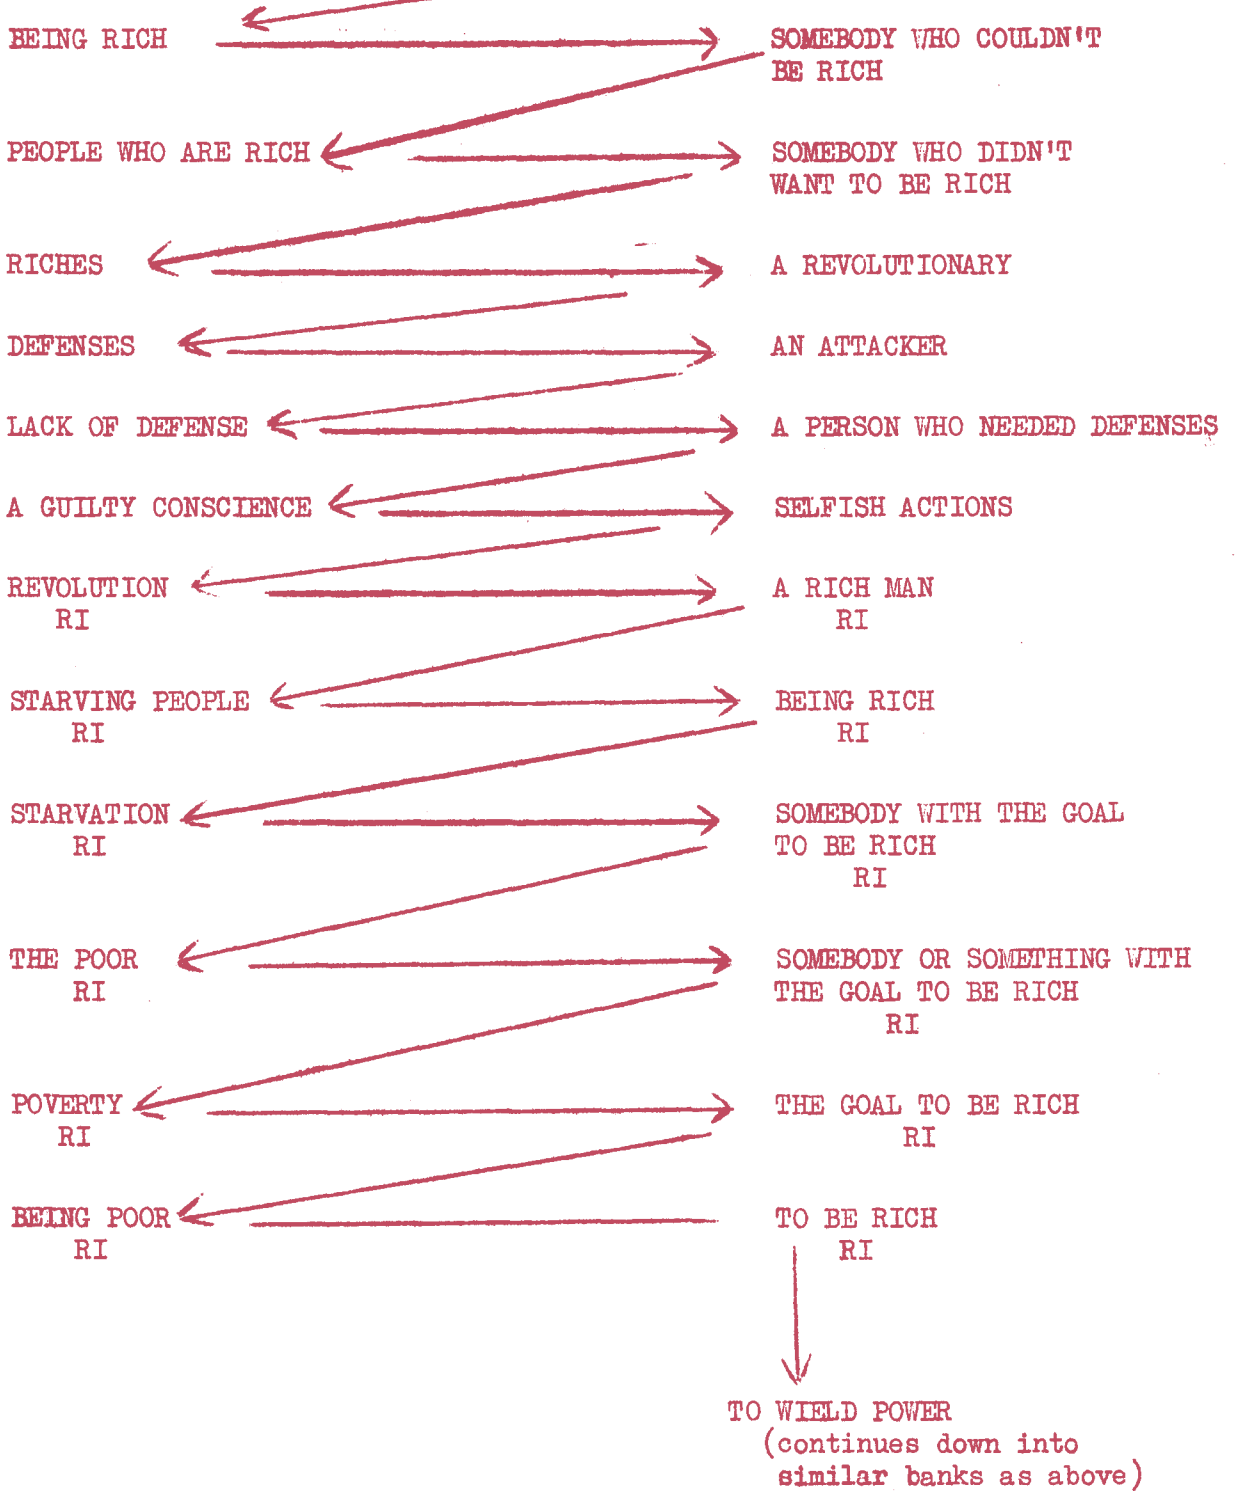 BEING RICH
SOMEBODY WHO COULDN'T
BE RICH
PEOPLE WHO ARE RICH
SOMEBODY WHO DIDN'T
WANT TO BE RICH
RICHES
A REVOLUTIONARY
DEFENSES
AN ATTACKER
LACK OF DEFENSE
A PERSON WHO NEEDED DEFENSES
A GUILTY CONSCIENCE
SELFISH ACTIONS
REVOLUTION
RI
A RICH MAN
RI
STARVING PEOPLE
RI
BEING RICH
RI
STARVATION
RI
SOMEBODY WITH THE GOAL
TO BE RICH
RI
THE POOR
RI
SOMEBODY OR SOMETHING WITH
THE GOAL TO BE RICH
RI
POVERTY
RI
THE GOAL TO BE RICH
RI
BEING POOR
RI
TO BE RICH
RI
TO WIELD POWER
(continues down into
similar banks as above)